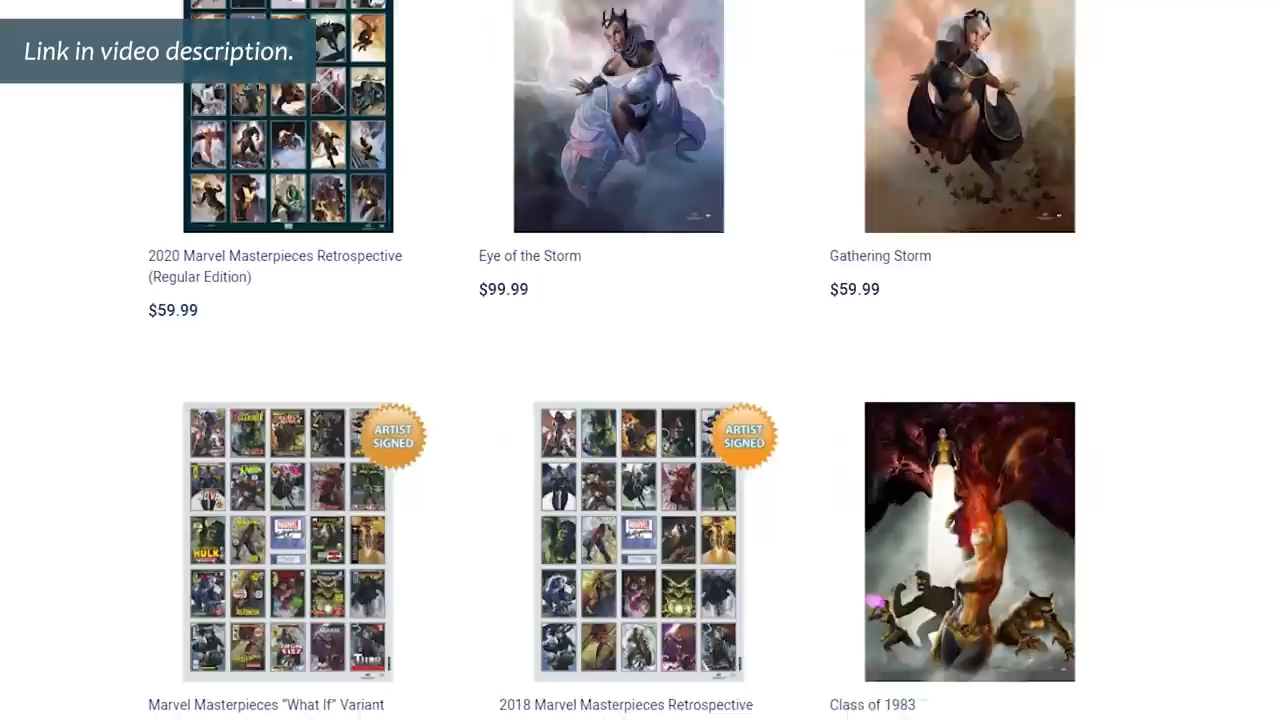 Link in video description.
2020 Marvel Masterpieces Retrospective
(Regular Edition)
$59.99
Eye of the Storm
$99.99
Gathering Storm
$59.99
ARTIST
SIGNED
ARTIST
SIGNED
HULK
Marvel Masterpieces “What If” Variant
2018 Marvel Masterpieces Retrospective
Class of 1983